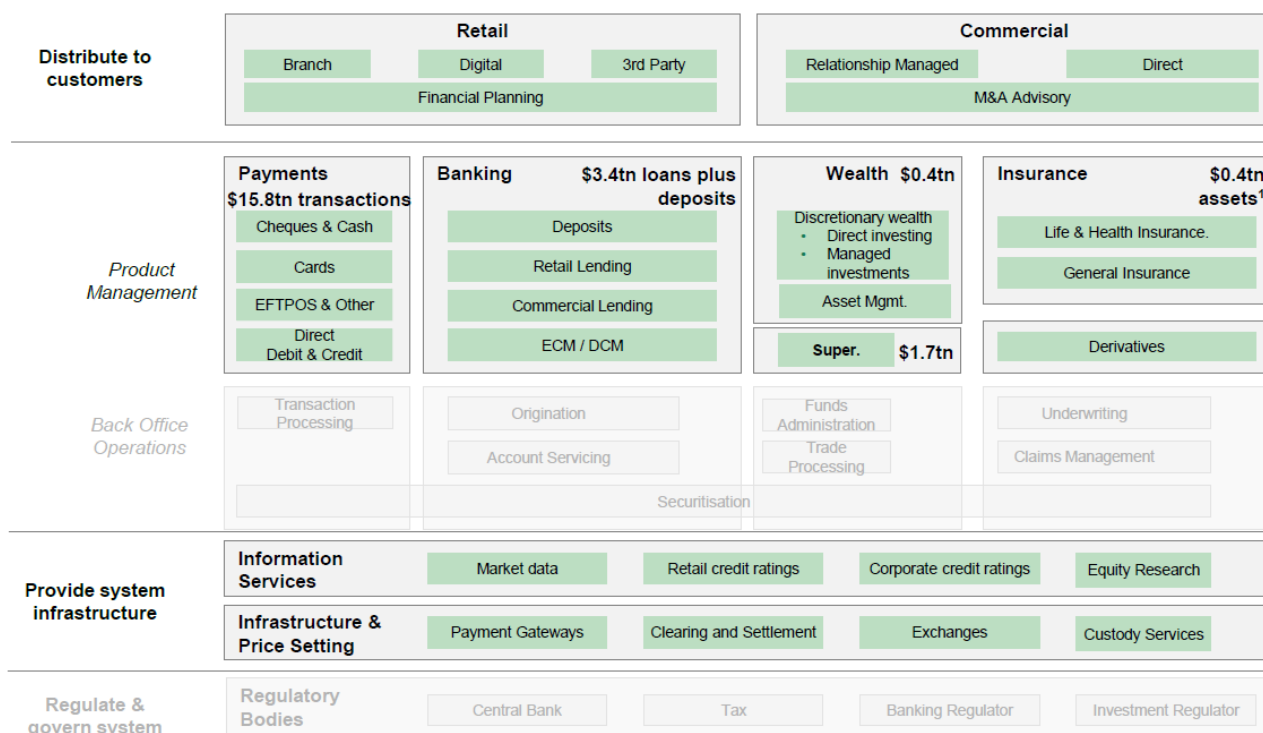 Distribute to
customers
Retail
Branch
Digital
3rd Party
Financial Planning
Commercial
Relationship Managed
Direct
M&A Advisory
Product
Management
Payments
$15.8tn transactions
Cheques & Cash
Cards
EFTPOS & Other
Direct
Debit & Credit
Banking
$3.4tn loans plus
deposits
Deposits
Retail Lending
Commercial Lending
ECM / DCM
Wealth $0.4tn
Discretionary wealth
• Direct investing
• Managed
investments
Asset Mgmt.
Super. $1.7tn
Insurance
$0.4tn
assets¹
Life & Health Insurance.
General Insurance
Derivatives
Back Office
Operations
Transaction
Processing
Origination
Account Servicing
Funds
Administration
Trade
Processing
Underwriting
Claims Management
Securitisation
Provide system
infrastructure
Information
Services
Market data
Retail credit ratings
Corporate credit ratings
Equity Research
Infrastructure &
Price Setting
Payment Gateways
Clearing and Settlement
Exchanges
Custody Services
Regulate &
govern system
Regulatory
Bodies
Central Bank
Tax
Banking Regulator
Investment Regulator